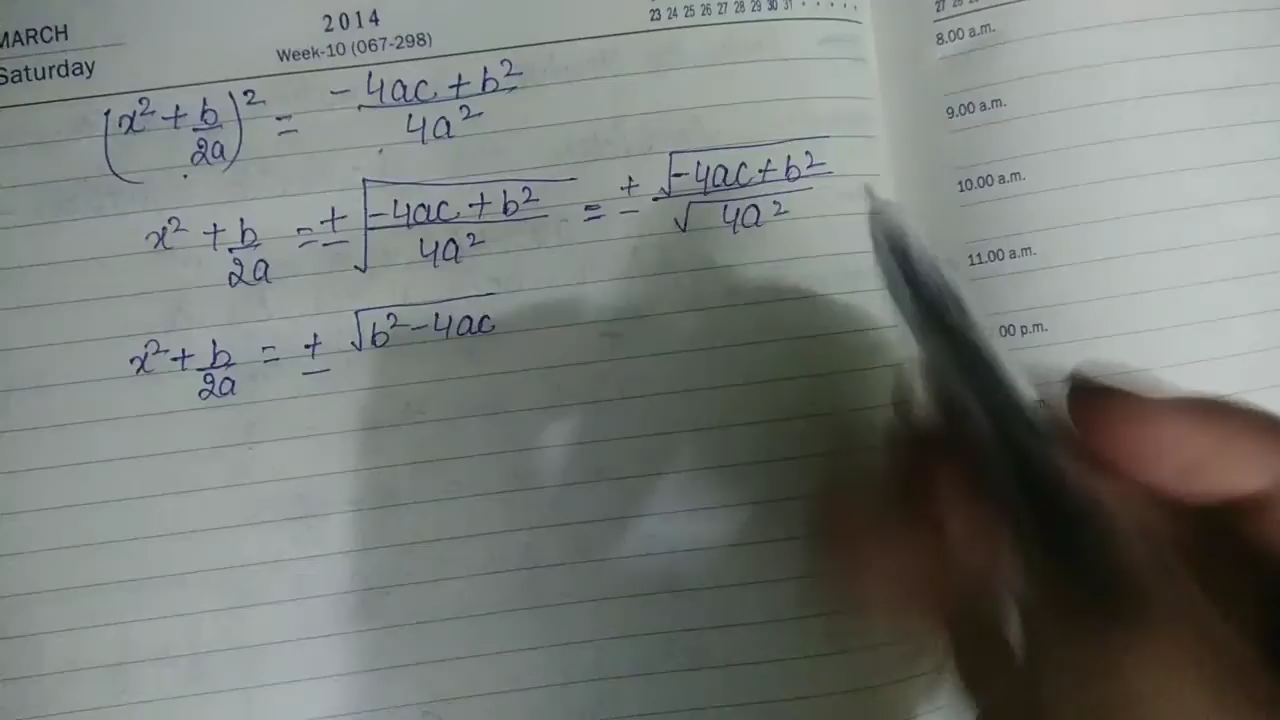 MARCH
2014
Saturday
Week-10 (067-298)
23 24 25 26 27 28 29 30 31 • • • • •
(x² + b/2a)² = -4ac + b²/4a²
x² + b/2a = ± √(-4ac + b²/4a²) = ± √(-4ac + b²)/√(4a²)
x² + b/2a = ± √(b² - 4ac)
8.00 a.m.
9.00 a.m.
10.00 a.m.
11.00 a.m.
00 p.m.